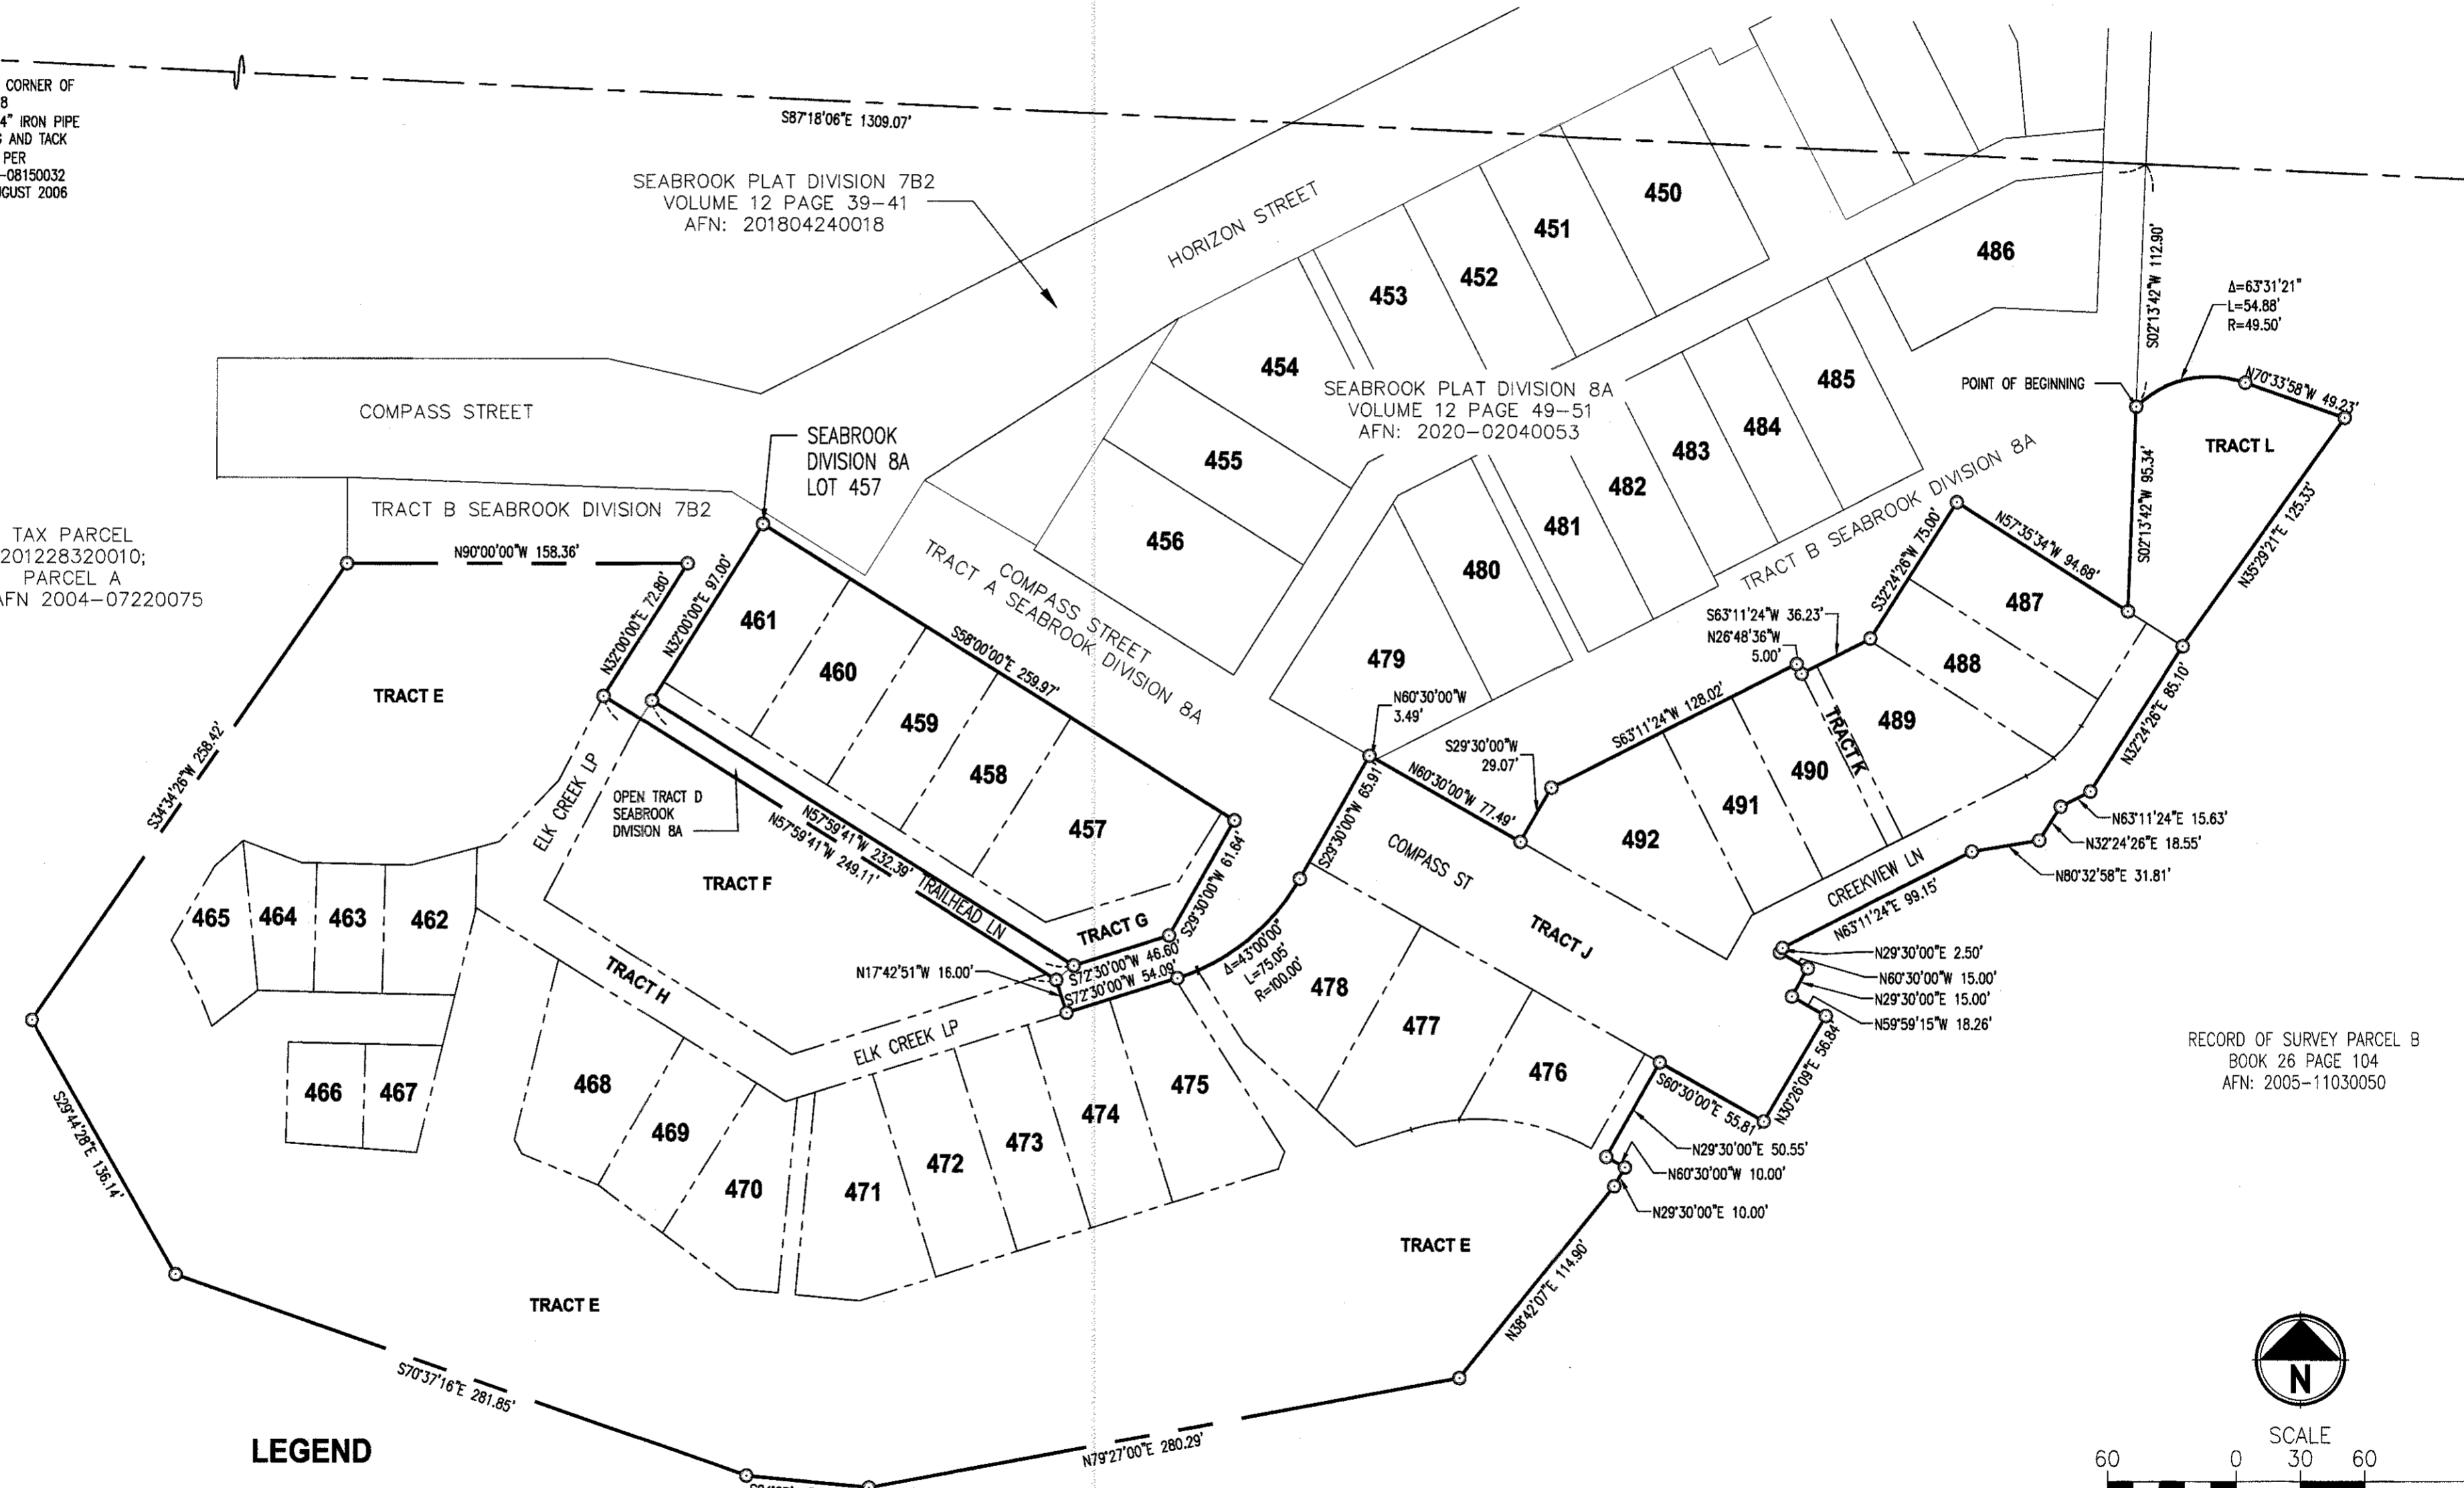 CORNER OF
8
4" IRON PIPE
AND TACK
PER
-08150032
GUST 2006
S87°18'06"E 1309.07'
SEABROOK PLAT DIVISION 7B2
VOLUME 12 PAGE 39-41
AFN: 201804240018
HORIZON STREET
450
451
452
453
454
455
456
486
485
484
483
482
481
480
479
SEABROOK PLAT DIVISION 8A
VOLUME 12 PAGE 49-51
AFN: 2020-02040053
S02°13'42"W 112.90'
Δ=63°31'21"
L=54.88'
R=49.50'
POINT OF BEGINNING
N70°33'58"W 49.23'
TRACT L
S02°13'42"W 95.34'
N35°29'21"E 125.33'
COMPASS STREET
SEABROOK
DIVISION 8A
LOT 457
TRACT B SEABROOK DIVISION 7B2
TAX PARCEL
201228320010;
PARCEL A
AFN 2004-07220075
N90°00'00"W 158.36'
N32°00'00"E 72.80'
N32°00'00"E 97.00'
COMPASS STREET
TRACT A SEABROOK DIVISION 8A
TRACT B SEABROOK DIVISION 8A
S58°00'00"E 259.97'
461
460
459
458
457
N57°35'34"W 94.68'
S32°24'26"W 75.00'
487
488
489
490
491
492
S63°11'24"W 36.23'
N26°48'36"W
5.00'
TRACT K
S63°11'24"W 128.02'
N60°30'00"W
3.49'
S29°30'00"W
29.07'
N60°30'00"W 77.49'
S29°30'00"W 65.91'
N32°24'26"E 85.10'
N63°11'24"E 15.63'
N32°24'26"E 18.55'
N80°32'58"E 31.81'
CREEKVIEW LN
N63°11'24"E 99.15'
N29°30'00"E 2.50'
N60°30'00"W 15.00'
N29°30'00"E 15.00'
N59°59'15"W 18.26'
N30°26'09"E 56.84'
S60°30'00"E 55.81'
N29°30'00"E 50.55'
N60°30'00"W 10.00'
N29°30'00"E 10.00'
TRACT E
S34°34'26"W 258.42'
ELK CREEK LP
OPEN TRACT D
SEABROOK
DIVISION 8A
N57°59'41"W 232.39'
N57°59'41"W 249.11'
TRAILHEAD LN
TRACT F
TRACT G
S29°30'00"W 61.64'
S72°30'00"W 46.60'
S72°30'00"W 54.09'
N17°42'51"W 16.00'
Δ=43°00'00"
L=75.05'
R=100.00'
COMPASS ST
TRACT J
478
477
476
465
464
463
462
466
467
TRACT H
ELK CREEK LP
468
469
470
471
472
473
474
475
S29°44'28"E 136.14'
TRACT E
TRACT E
N38°42'07"E 114.90'
S70°37'16"E 281.85'
N79°27'00"E 280.29'
RECORD OF SURVEY PARCEL B
BOOK 26 PAGE 104
AFN: 2005-11030050
LEGEND
N
SCALE
60 0 30 60